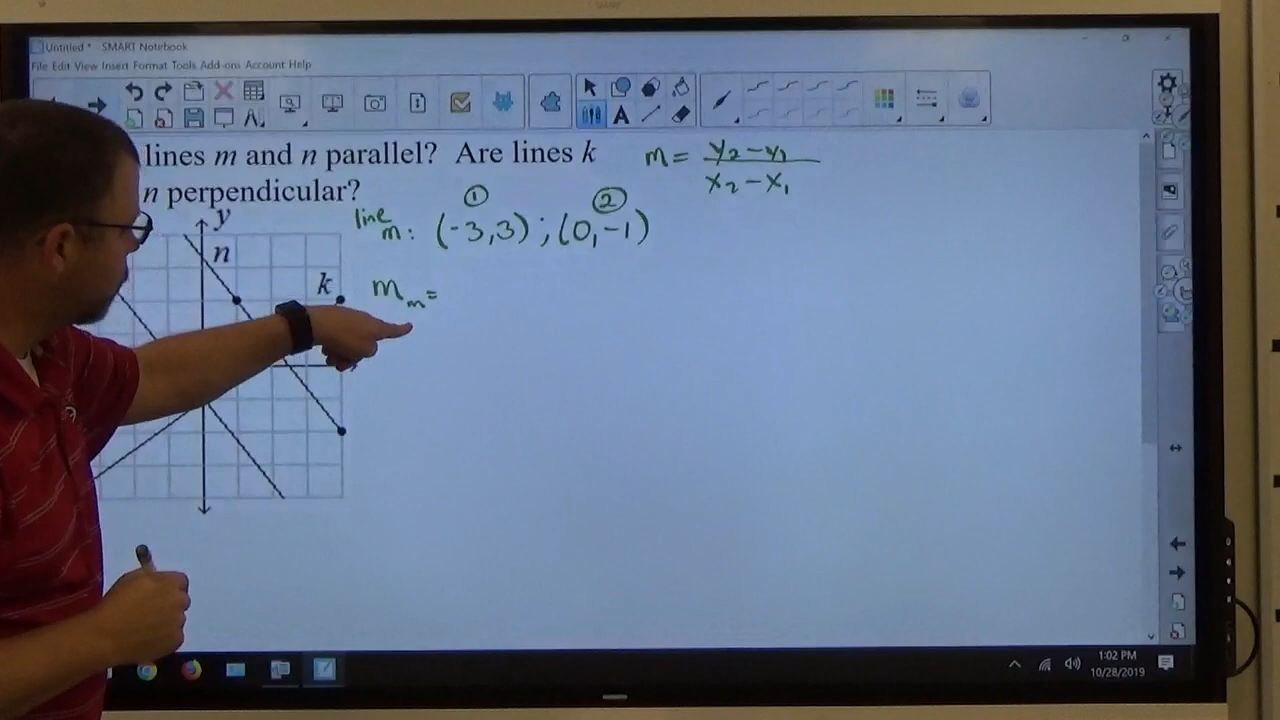 Untitled * SMART Notebook
File Edit View Insert Format Tools Add-ons Account Help
lines m and n parallel? Are lines k
n perpendicular?
m = y₂ - y₁
x₂ - x₁
① ②
line m: (-3,3) ; (0,-1)
y
n
k
m m =
1:02 PM
10/28/2019